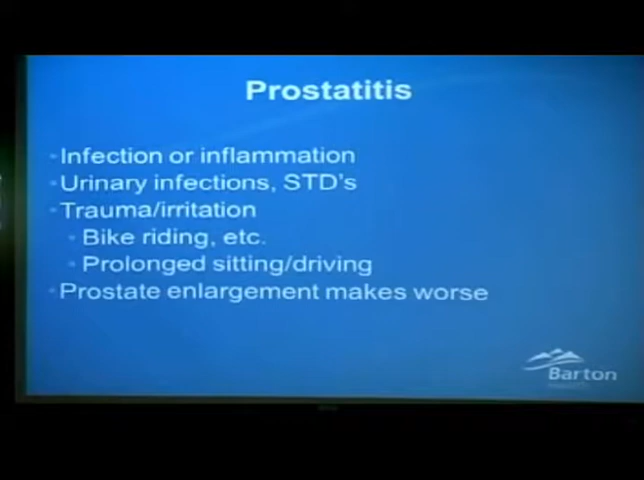 Prostatitis
Infection or inflammation
Urinary infections, STD's
Trauma/irritation
Bike riding, etc.
Prolonged sitting/driving
Prostate enlargement makes worse
Barton